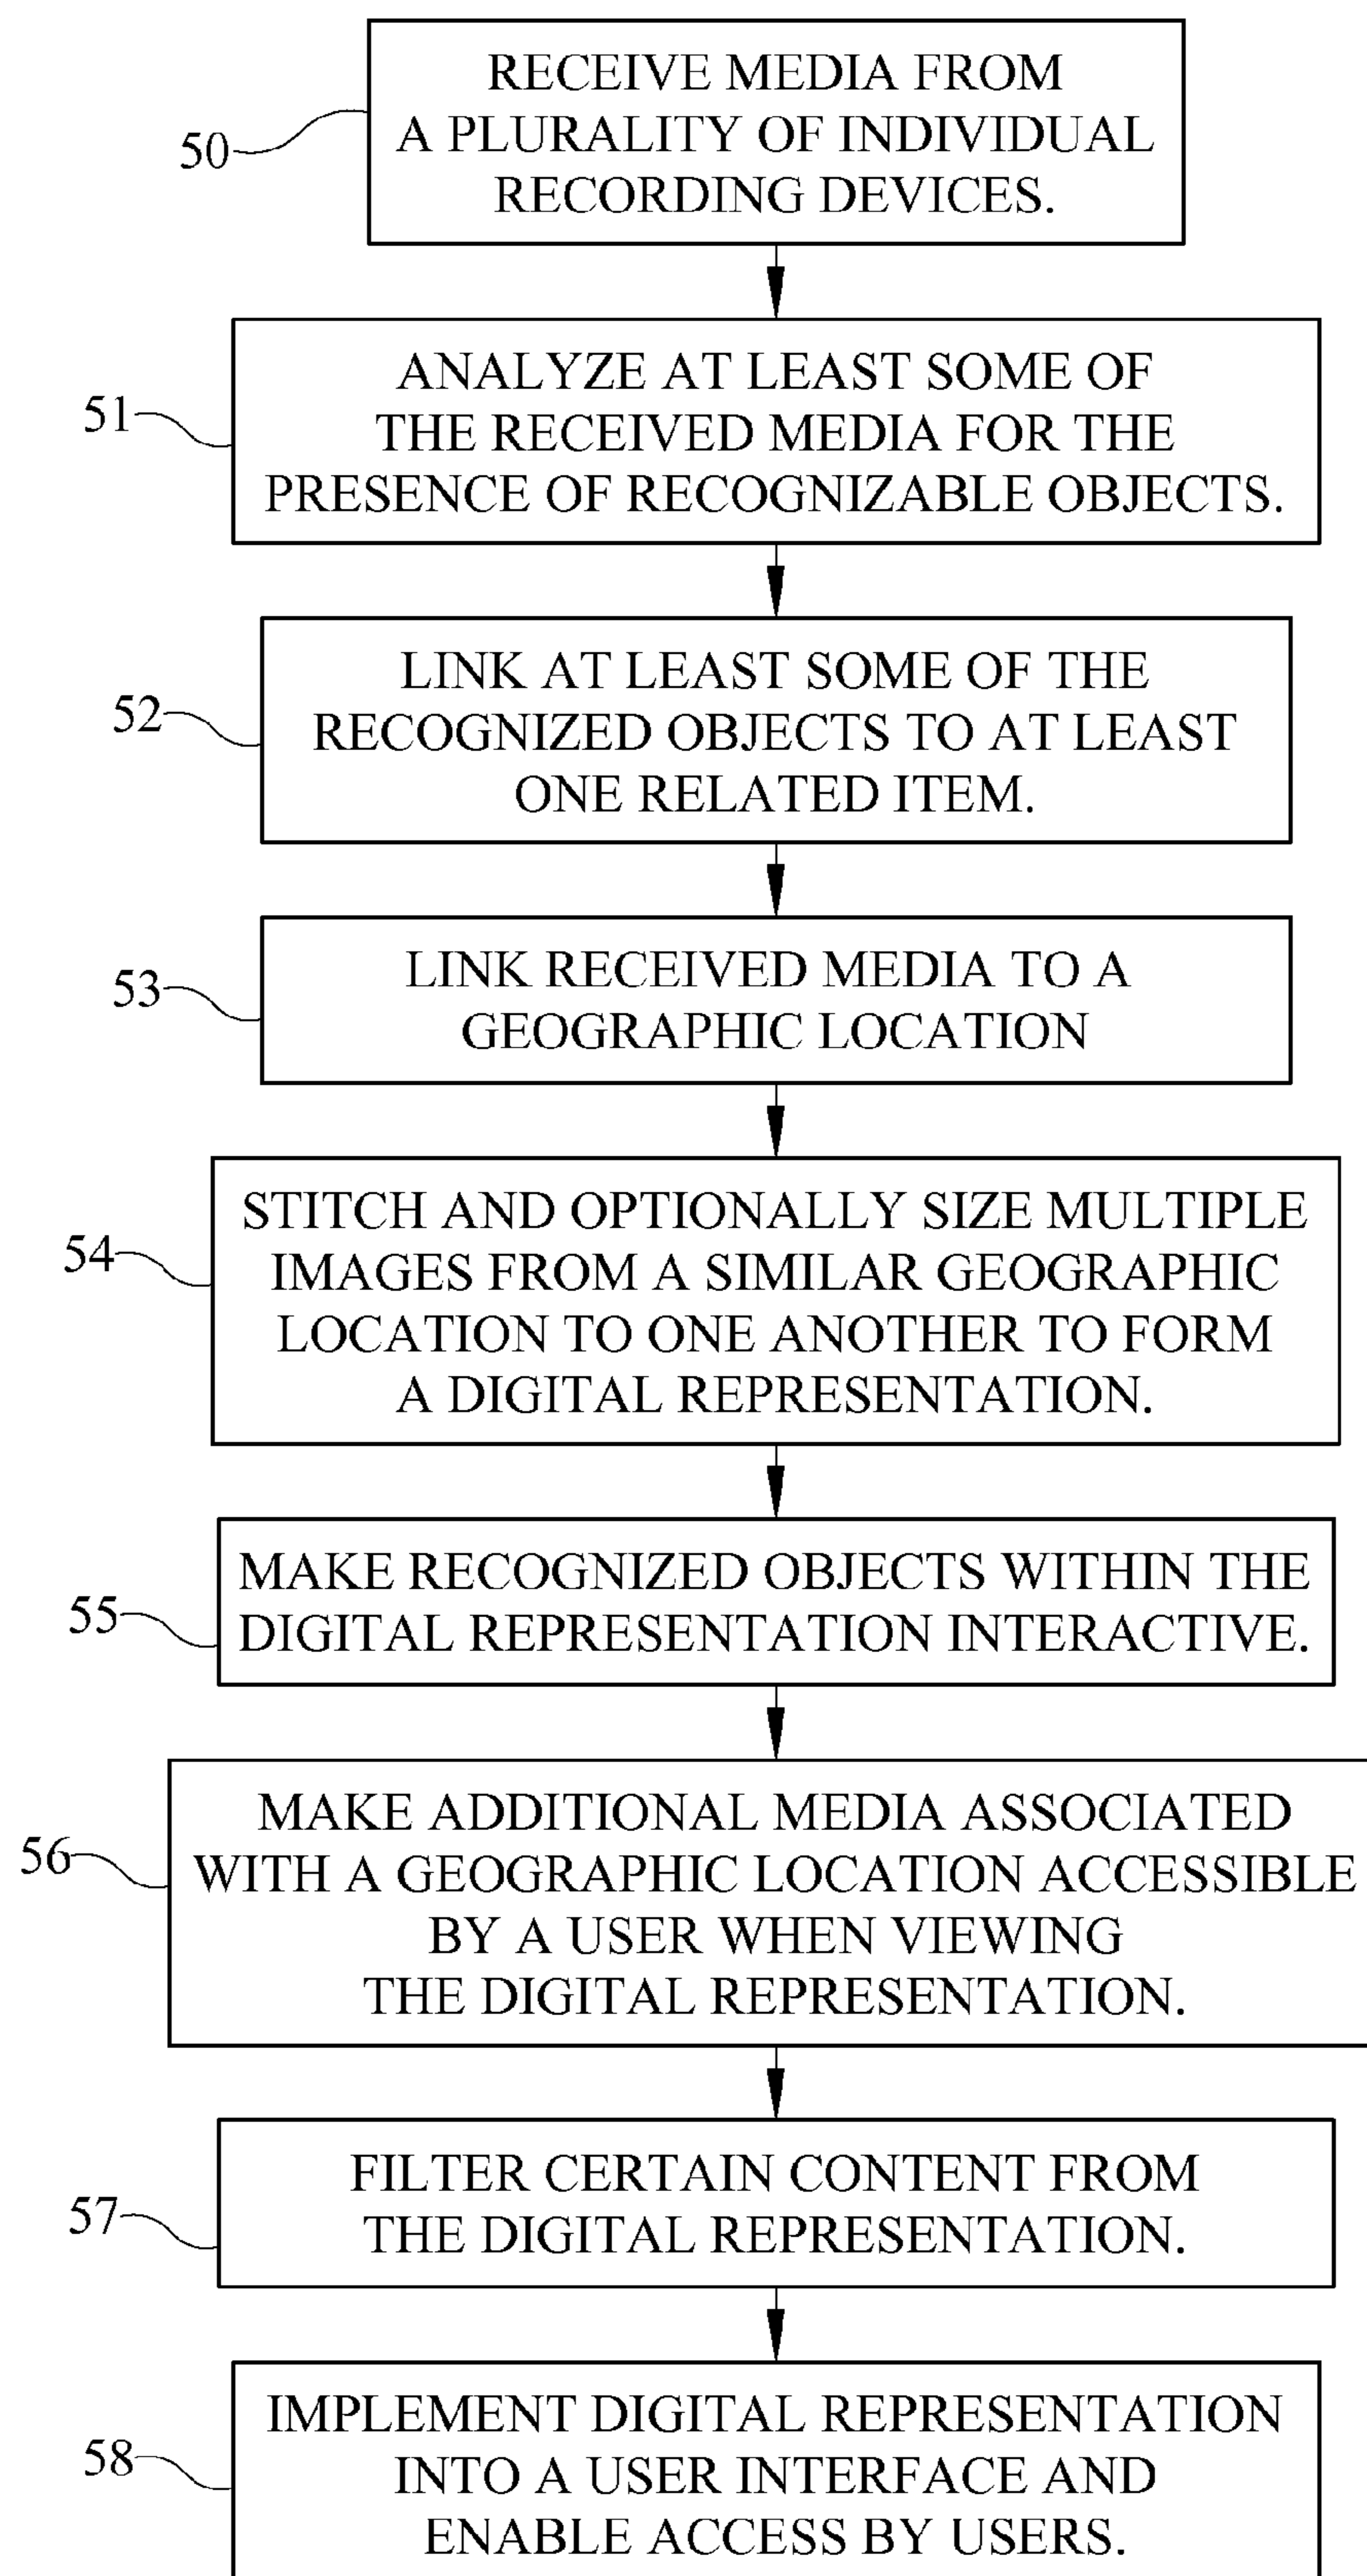 RECEIVE MEDIA FROM
A PLURALITY OF INDIVIDUAL
RECORDING DEVICES.
50
ANALYZE AT LEAST SOME OF
THE RECEIVED MEDIA FOR THE
PRESENCE OF RECOGNIZABLE OBJECTS.
51
LINK AT LEAST SOME OF THE
RECOGNIZED OBJECTS TO AT LEAST
ONE RELATED ITEM.
52
LINK RECEIVED MEDIA TO A
GEOGRAPHIC LOCATION
53
STITCH AND OPTIONALLY SIZE MULTIPLE
IMAGES FROM A SIMILAR GEOGRAPHIC
LOCATION TO ONE ANOTHER TO FORM
A DIGITAL REPRESENTATION.
54
MAKE RECOGNIZED OBJECTS WITHIN THE
DIGITAL REPRESENTATION INTERACTIVE.
55
MAKE ADDITIONAL MEDIA ASSOCIATED
WITH A GEOGRAPHIC LOCATION ACCESSIBLE
BY A USER WHEN VIEWING
THE DIGITAL REPRESENTATION.
56
FILTER CERTAIN CONTENT FROM
THE DIGITAL REPRESENTATION.
57
IMPLEMENT DIGITAL REPRESENTATION
INTO A USER INTERFACE AND
ENABLE ACCESS BY USERS.
58